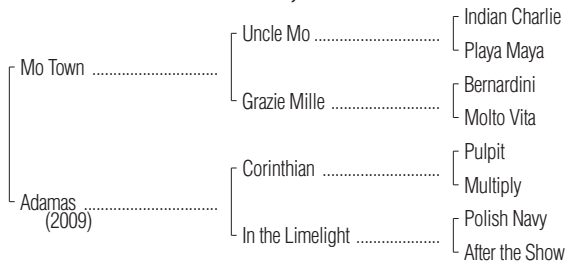 Indian Charlie
Uncle Mo ....................................
Playa Maya
Mo Town ..............................
Bernardini
Grazie Mille ...............................
Molto Vita
Pulpit
Corinthian .................................
Multiply
Adamas ................................
(2009)
Polish Navy
In the Limelight ....................
After the Show